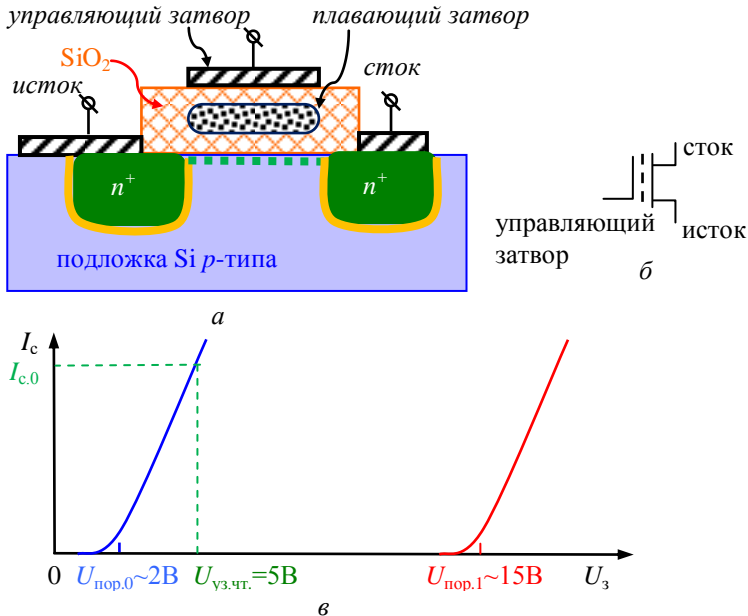 управляющий затвор
плавающий затвор
SiO₂
сток
исток
n⁺
n⁺
подложка Si p-типа
сток
управляющий
затвор
исток
б
а
Iс
Iс.0
0
Uпор.0~2В
Uуз.чт.=5В
Uпор.1~15В
Uз
в